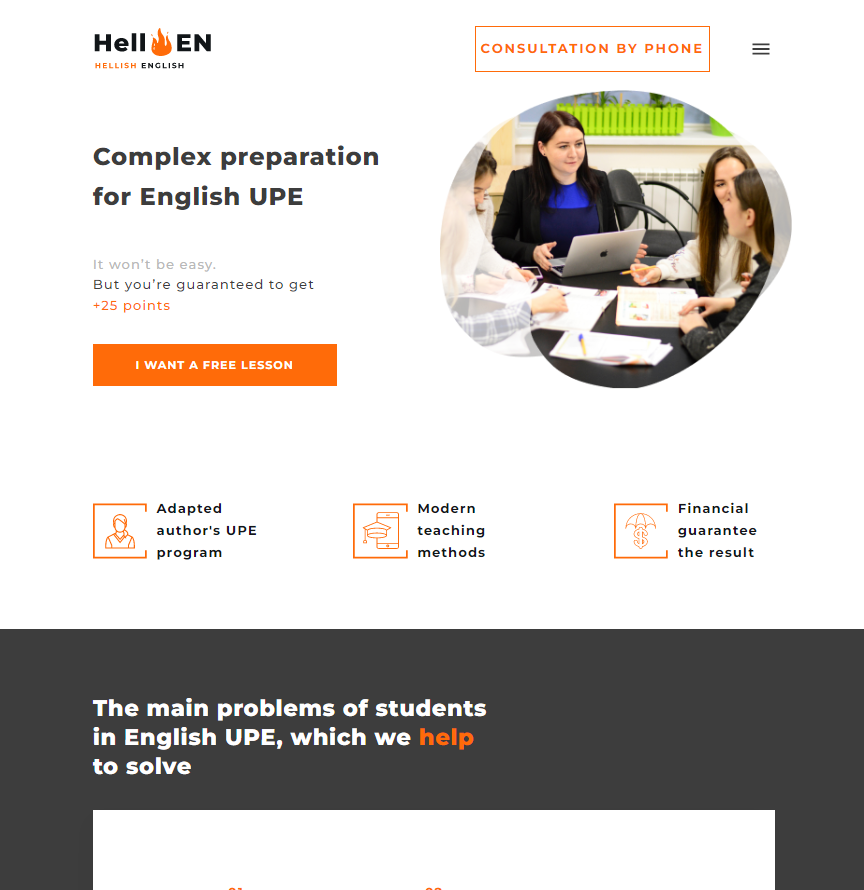 Hell EN
HELLISH ENGLISH
CONSULTATION BY PHONE
Complex preparation
for English UPE
It won't be easy.
But you're guaranteed to get
+25 points
I WANT A FREE LESSON
Adapted
author's UPE
program
Modern
teaching
methods
Financial
guarantee
the result
The main problems of students
in English UPE, which we help
to solve